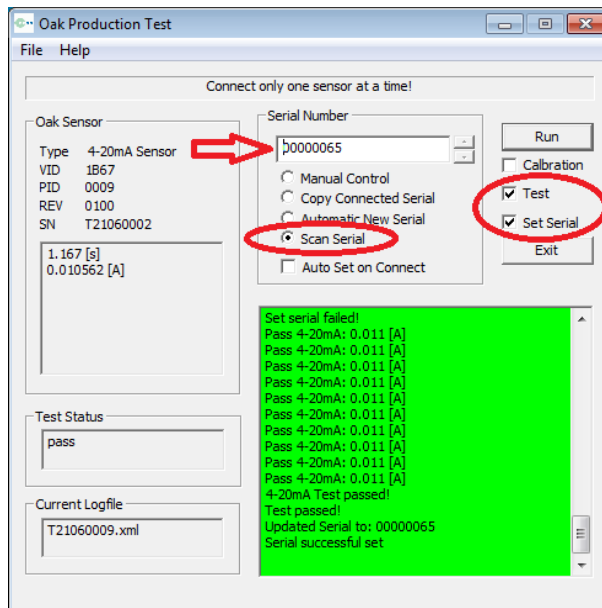 Oak Production Test
File Help
Connect only one sensor at a time!
Oak Sensor
Type 4-20mA Sensor
VID 1B67
PID 0009
REV 0100
SN T21060002
1.167 [s]
0.010562 [A]
Test Status
pass
Current Logfile
T21060009.xml
Serial Number
00000065
Manual Control
Copy Connected Serial
Automatic New Serial
Scan Serial
Auto Set on Connect
Run
Calbration
Test
Set Serial
Exit
Set serial failed!
Pass 4-20mA: 0.011 [A]
Pass 4-20mA: 0.011 [A]
Pass 4-20mA: 0.011 [A]
Pass 4-20mA: 0.011 [A]
Pass 4-20mA: 0.011 [A]
Pass 4-20mA: 0.011 [A]
Pass 4-20mA: 0.011 [A]
Pass 4-20mA: 0.011 [A]
Pass 4-20mA: 0.011 [A]
Pass 4-20mA: 0.011 [A]
4-20mA Test passed!
Test passed!
Updated Serial to: 00000065
Serial successful set